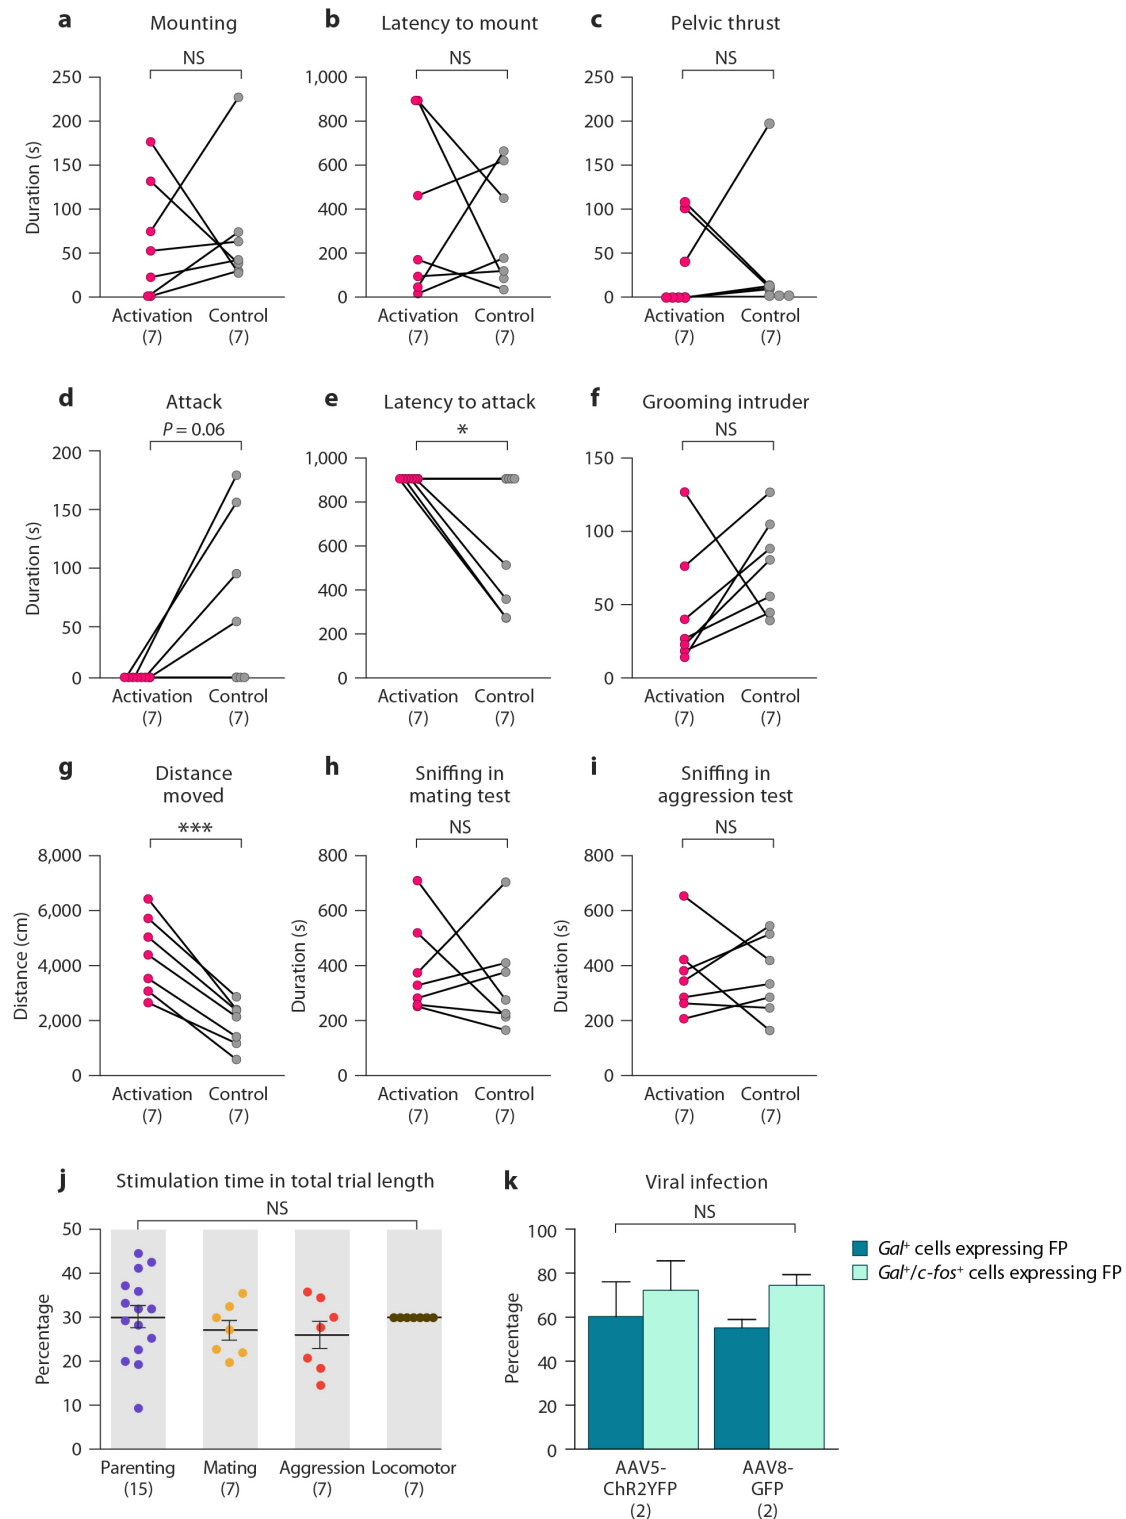 a Mounting
NS
250
200
150
100
50
0
Duration (s)
Activation Control
(7) (7)
b Latency to mount
NS
1,000
800
600
400
200
0
Activation Control
(7) (7)
c Pelvic thrust
NS
250
200
150
100
50
0
Activation Control
(7) (7)
d Attack
P = 0.06
200
150
100
50
0
Duration (s)
Activation Control
(7) (7)
e Latency to attack
*
1,000
800
600
400
200
0
Activation Control
(7) (7)
f Grooming intruder
NS
150
100
50
0
Activation Control
(7) (7)
g Distance
moved
***
8,000
6,000
4,000
2,000
0
Distance (cm)
Activation Control
(7) (7)
h Sniffing in
mating test
NS
800
600
400
200
0
Duration (s)
Activation Control
(7) (7)
i Sniffing in
aggression test
NS
800
600
400
200
0
Duration (s)
Activation Control
(7) (7)
j Stimulation time in total trial length
NS
50
40
30
20
10
0
Percentage
Parenting Mating Aggression Locomotor
(15) (7) (7) (7)
k Viral infection
NS
100
80
60
40
20
0
Percentage
AAV5- AAV8-
ChR2YFP GFP
(2) (2)
Gal+ cells expressing FP
Gal+/c-fos+ cells expressing FP